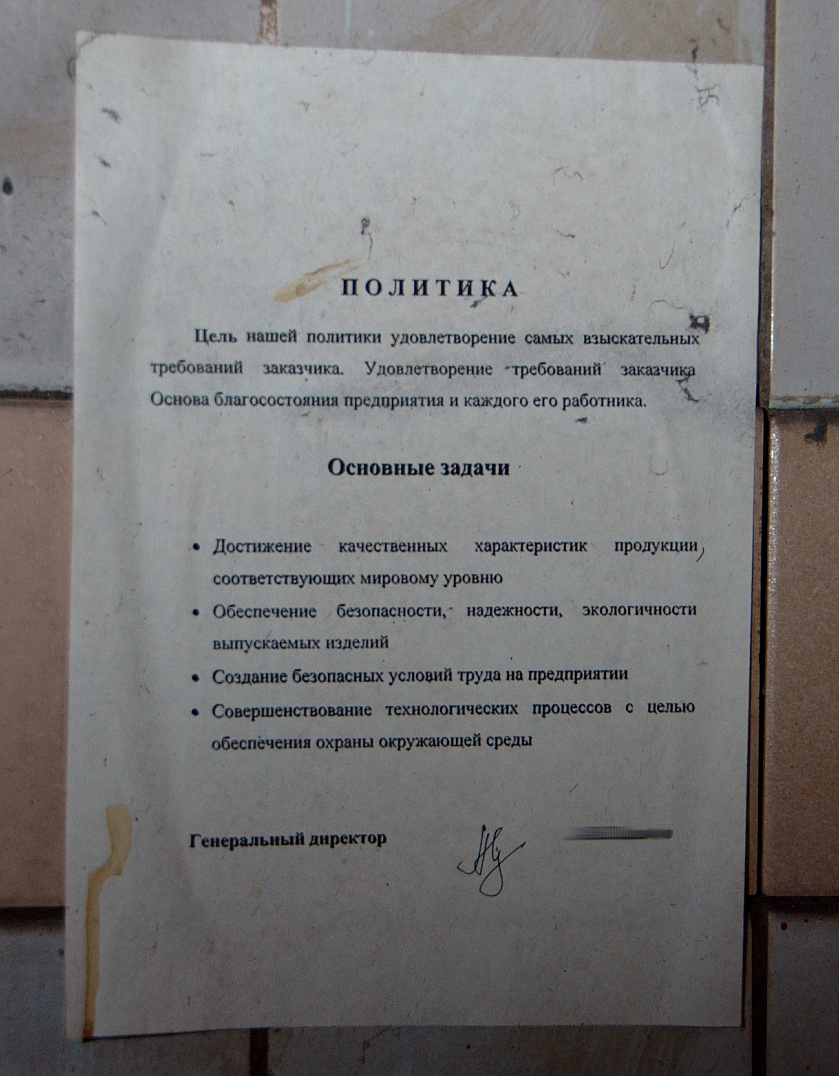 ПОЛИТИКА
Цель нашей политики удовлетворение самых взыскательных
требований заказчика. Удовлетворение требований заказчика
Основа благосостояния предприятия и каждого его работника.
Основные задачи
• Достижение качественных характеристик продукции,
соответствующих мировому уровню
• Обеспечение безопасности, надежности, экологичности
выпускаемых изделий
• Создание безопасных условий труда на предприятии
• Совершенствование технологических процессов с целью
обеспечения охраны окружающей среды
Генеральный директор